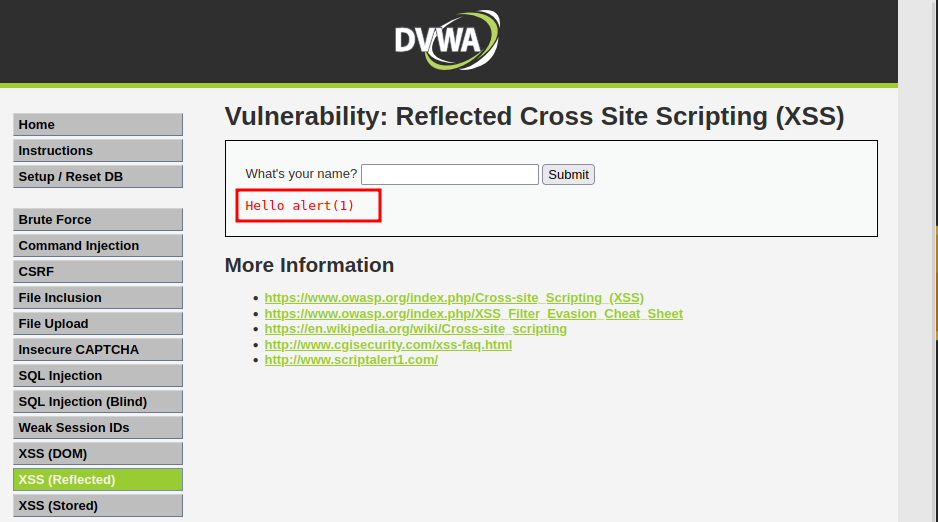 DVWA
Vulnerability: Reflected Cross Site Scripting (XSS)
Home
Instructions
Setup / Reset DB
Brute Force
Command Injection
CSRF
File Inclusion
File Upload
Insecure CAPTCHA
SQL Injection
SQL Injection (Blind)
Weak Session IDs
XSS (DOM)
XSS (Reflected)
XSS (Stored)
What's your name? Submit
Hello alert(1)
More Information
https://www.owasp.org/index.php/Cross-site_Scripting_(XSS)
https://www.owasp.org/index.php/XSS_Filter_Evasion_Cheat_Sheet
https://en.wikipedia.org/wiki/Cross-site_scripting
http://www.cgisecurity.com/xss-faq.html
http://www.scriptalert1.com/